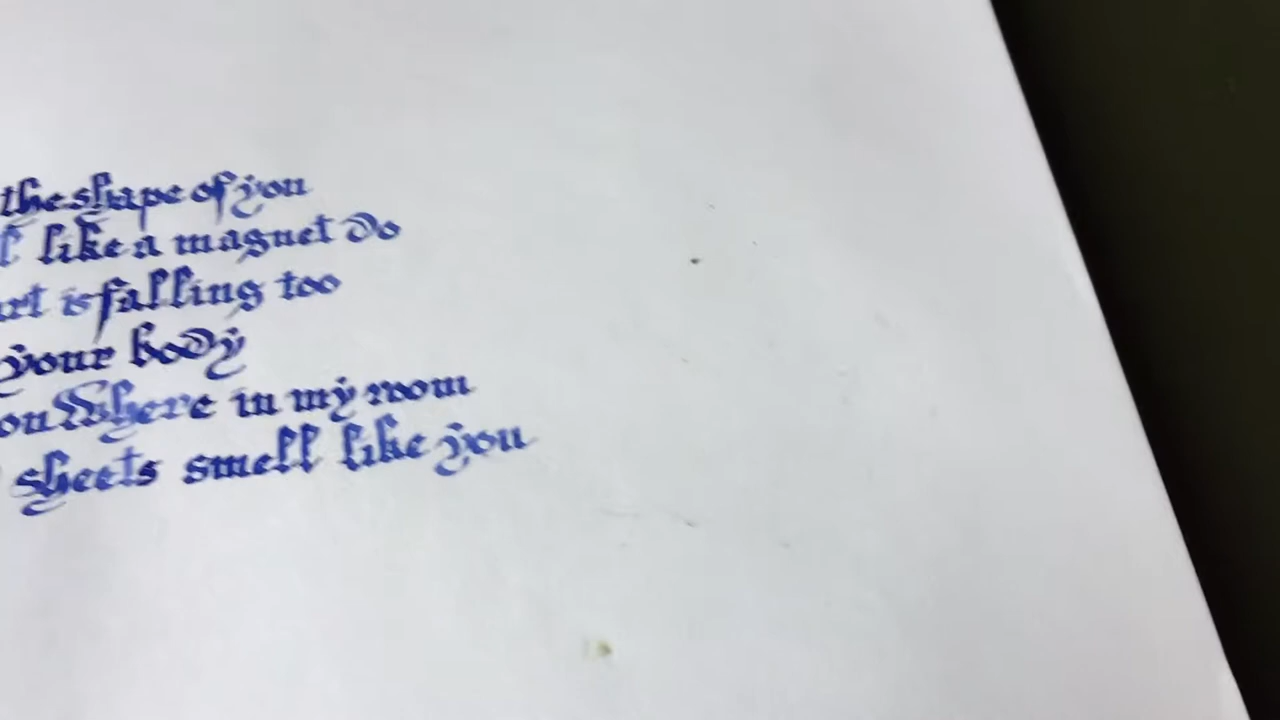 the shape of you
like a magnet do
is falling too
your body
Where in my room
sheets smell like you